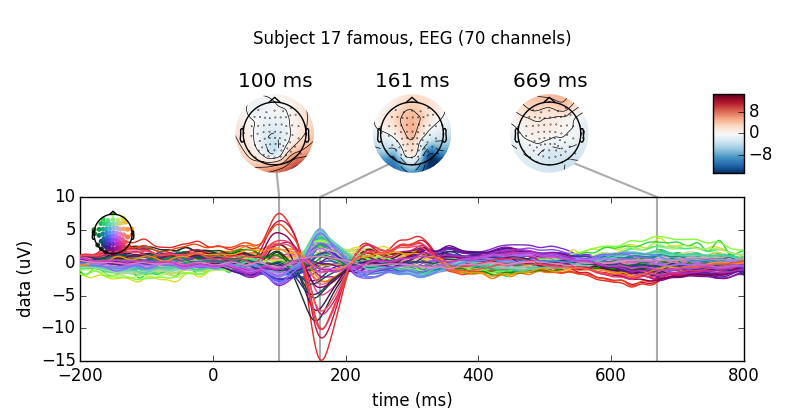 Subject 17 famous, EEG (70 channels)
100 ms
161 ms
669 ms
8
0
−8
10
5
0
−5
−10
−15
data (uV)
−200
0
200
400
600
800
time (ms)